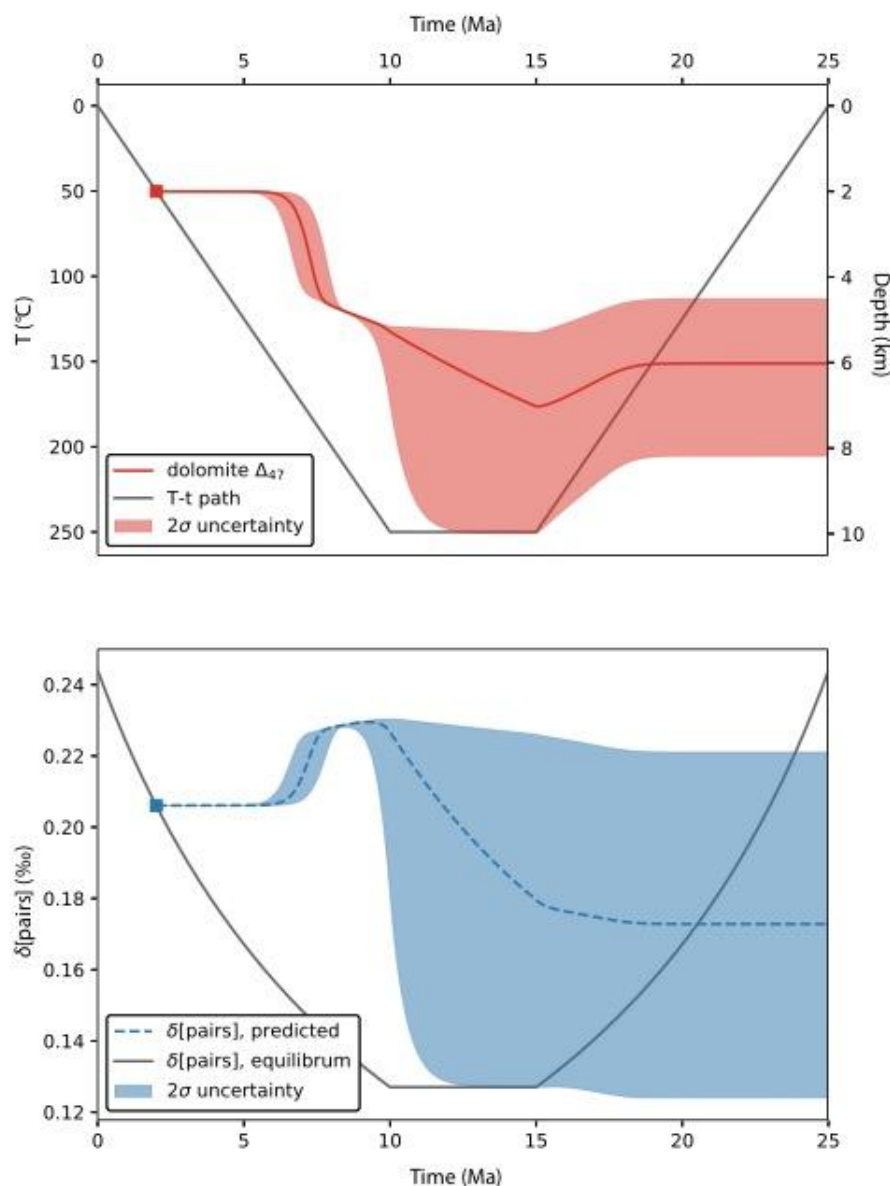 Time (Ma)
0 5 10 15 20 25
0
50
100
150
200
250
T (℃)
0
2
4
6
8
10
Depth (km)
dolomite Δ₄₇
T-t path
2σ uncertainty
0.24
0.22
0.20
0.18
0.16
0.14
0.12
δ[pairs] (‰)
δ[pairs], predicted
δ[pairs], equilibrum
2σ uncertainty
0 5 10 15 20 25
Time (Ma)